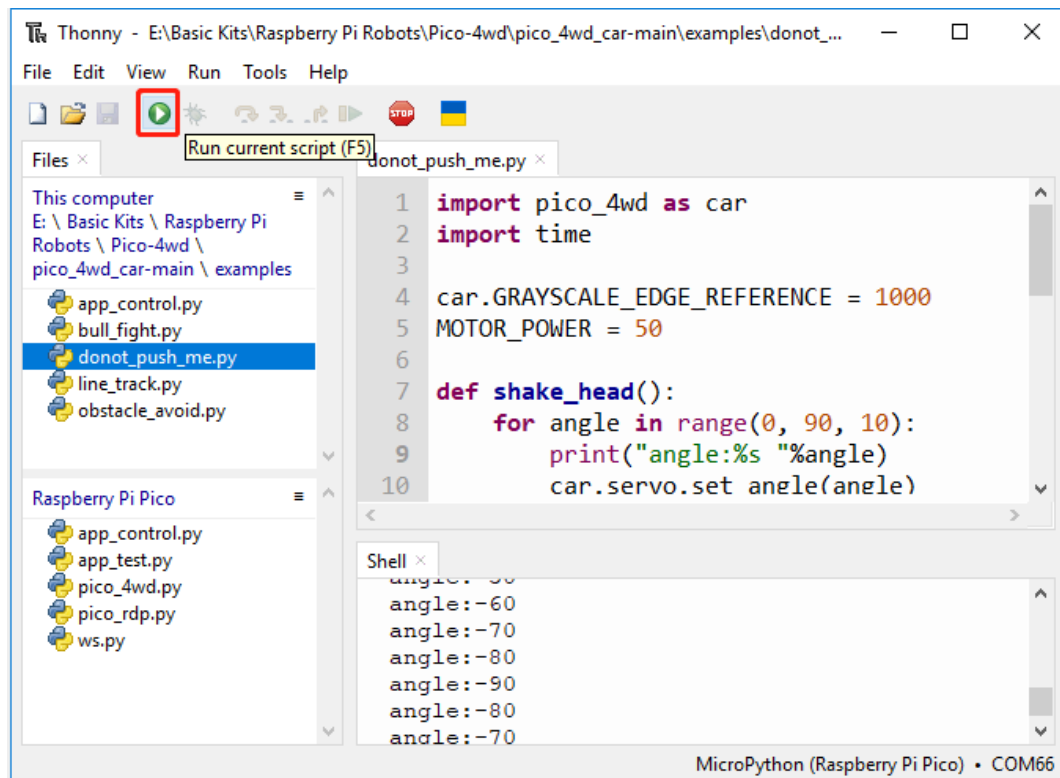 Thonny - E:\Basic Kits\Raspberry Pi Robots\Pico-4wd\pico_4wd_car-main\examples\donot_...
File Edit View Run Tools Help
STOP
Run current script (F5)
Files
This computer
E: \ Basic Kits \ Raspberry Pi
Robots \ Pico-4wd \
pico_4wd_car-main \ examples
app_control.py
bull_fight.py
donot_push_me.py
line_track.py
obstacle_avoid.py
Raspberry Pi Pico
app_control.py
app_test.py
pico_4wd.py
pico_rdp.py
ws.py
donot_push_me.py
1 import pico_4wd as car
2 import time
3
4 car.GRAYSCALE_EDGE_REFERENCE = 1000
5 MOTOR_POWER = 50
6
7 def shake_head():
8     for angle in range(0, 90, 10):
9         print("angle:%s "%angle)
10         car.servo.set_angle(angle)
Shell
angle:-50
angle:-60
angle:-70
angle:-80
angle:-90
angle:-80
angle:-70
MicroPython (Raspberry Pi Pico) • COM66